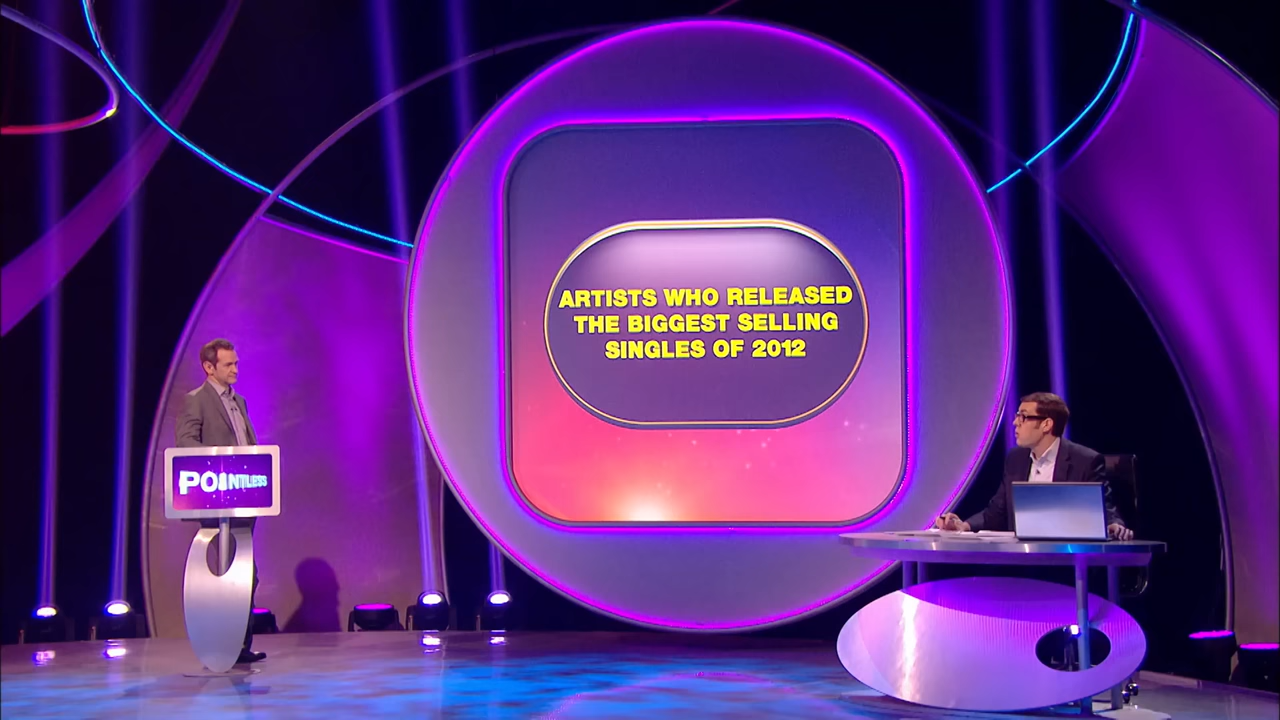 ARTISTS WHO RELEASED
THE BIGGEST SELLING
SINGLES OF 2012
POINTLESS